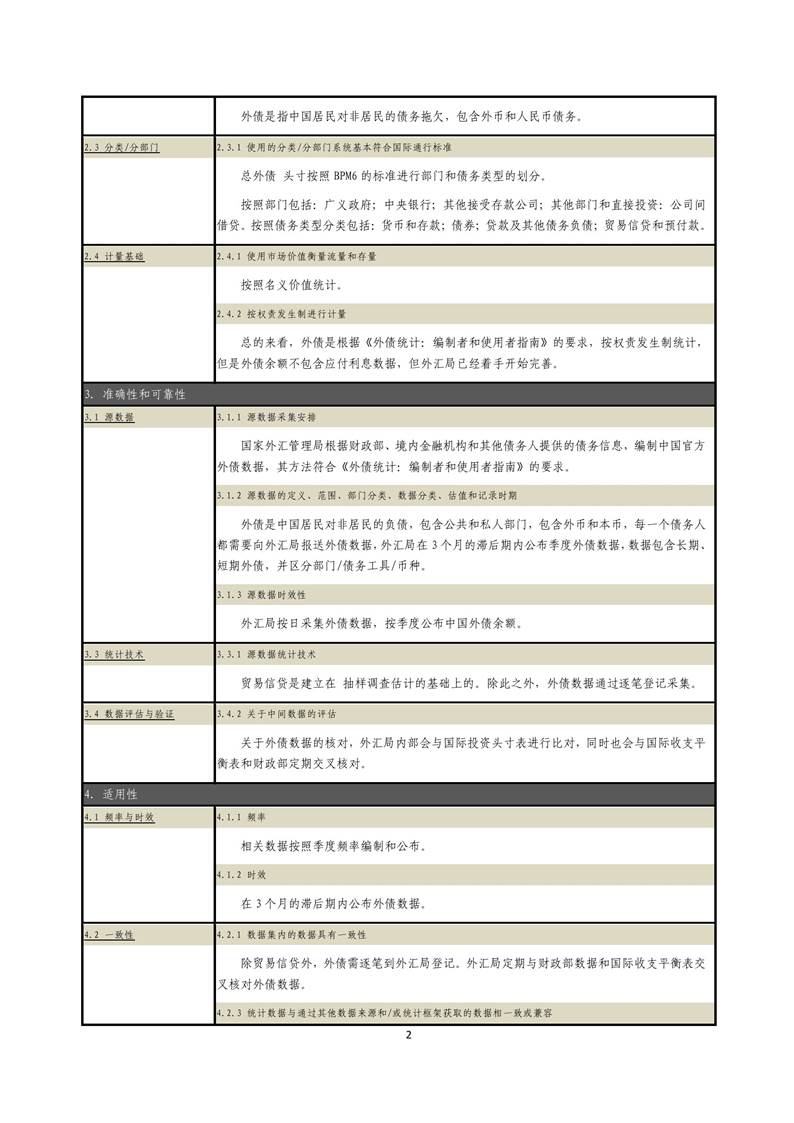 外债是指中国居民对非居民的债务拖欠，包含外币和人民币债务。
2.3 分类/分部门
2.3.1 使用的分类/分部门系统基本符合国际通行标准
总外债 头寸按照 BPM6 的标准进行部门和债务类型的划分。
按照部门包括：广义政府；中央银行；其他接受存款公司；其他部门和直接投资：公司间
借贷。按照债务类型分类包括：货币和存款；债券；贷款及其他债务负债；贸易信贷和预付款。
2.4 计量基础
2.4.1 使用市场价值衡量流量和存量
按照名义价值统计。
2.4.2 按权责发生制进行计量
总的来看，外债是根据《外债统计：编制者和使用者指南》的要求，按权责发生制统计，
但是外债余额不包含应付利息数据，但外汇局已经着手开始完善。
3. 准确性和可靠性
3.1 源数据
3.1.1 源数据采集安排
国家外汇管理局根据财政部、境内金融机构和其他债务人提供的债务信息，编制中国官方
外债数据，其方法符合《外债统计：编制者和使用者指南》的要求。
3.1.2 源数据的定义、范围、部门分类、数据分类、估值和记录时期
外债是中国居民对非居民的负债，包含公共和私人部门，包含外币和本币，每一个债务人
都需要向外汇局报送外债数据，外汇局在 3 个月的滞后期内公布季度外债数据，数据包含长期、
短期外债，并区分部门/债务工具/币种。
3.1.3 源数据时效性
外汇局按日采集外债数据，按季度公布中国外债余额。
3.3 统计技术
3.3.1 源数据统计技术
贸易信贷是建立在 抽样调查估计的基础上的。除此之外，外债数据通过逐笔登记采集。
3.4 数据评估与验证
3.4.2 关于中间数据的评估
关于外债数据的核对，外汇局内部会与国际投资头寸表进行比对，同时也会与国际收支平
衡表和财政部定期交叉核对。
4. 适用性
4.1 频率与时效
4.1.1 频率
相关数据按照季度频率编制和公布。
4.1.2 时效
在 3 个月的滞后期内公布外债数据。
4.2 一致性
4.2.1 数据集内的数据具有一致性
除贸易信贷外，外债需逐笔到外汇局登记。外汇局定期与财政部数据和国际收支平衡表交
叉核对外债数据。
4.2.3 统计数据与通过其他数据来源和/或统计框架获取的数据相一致或兼容
2